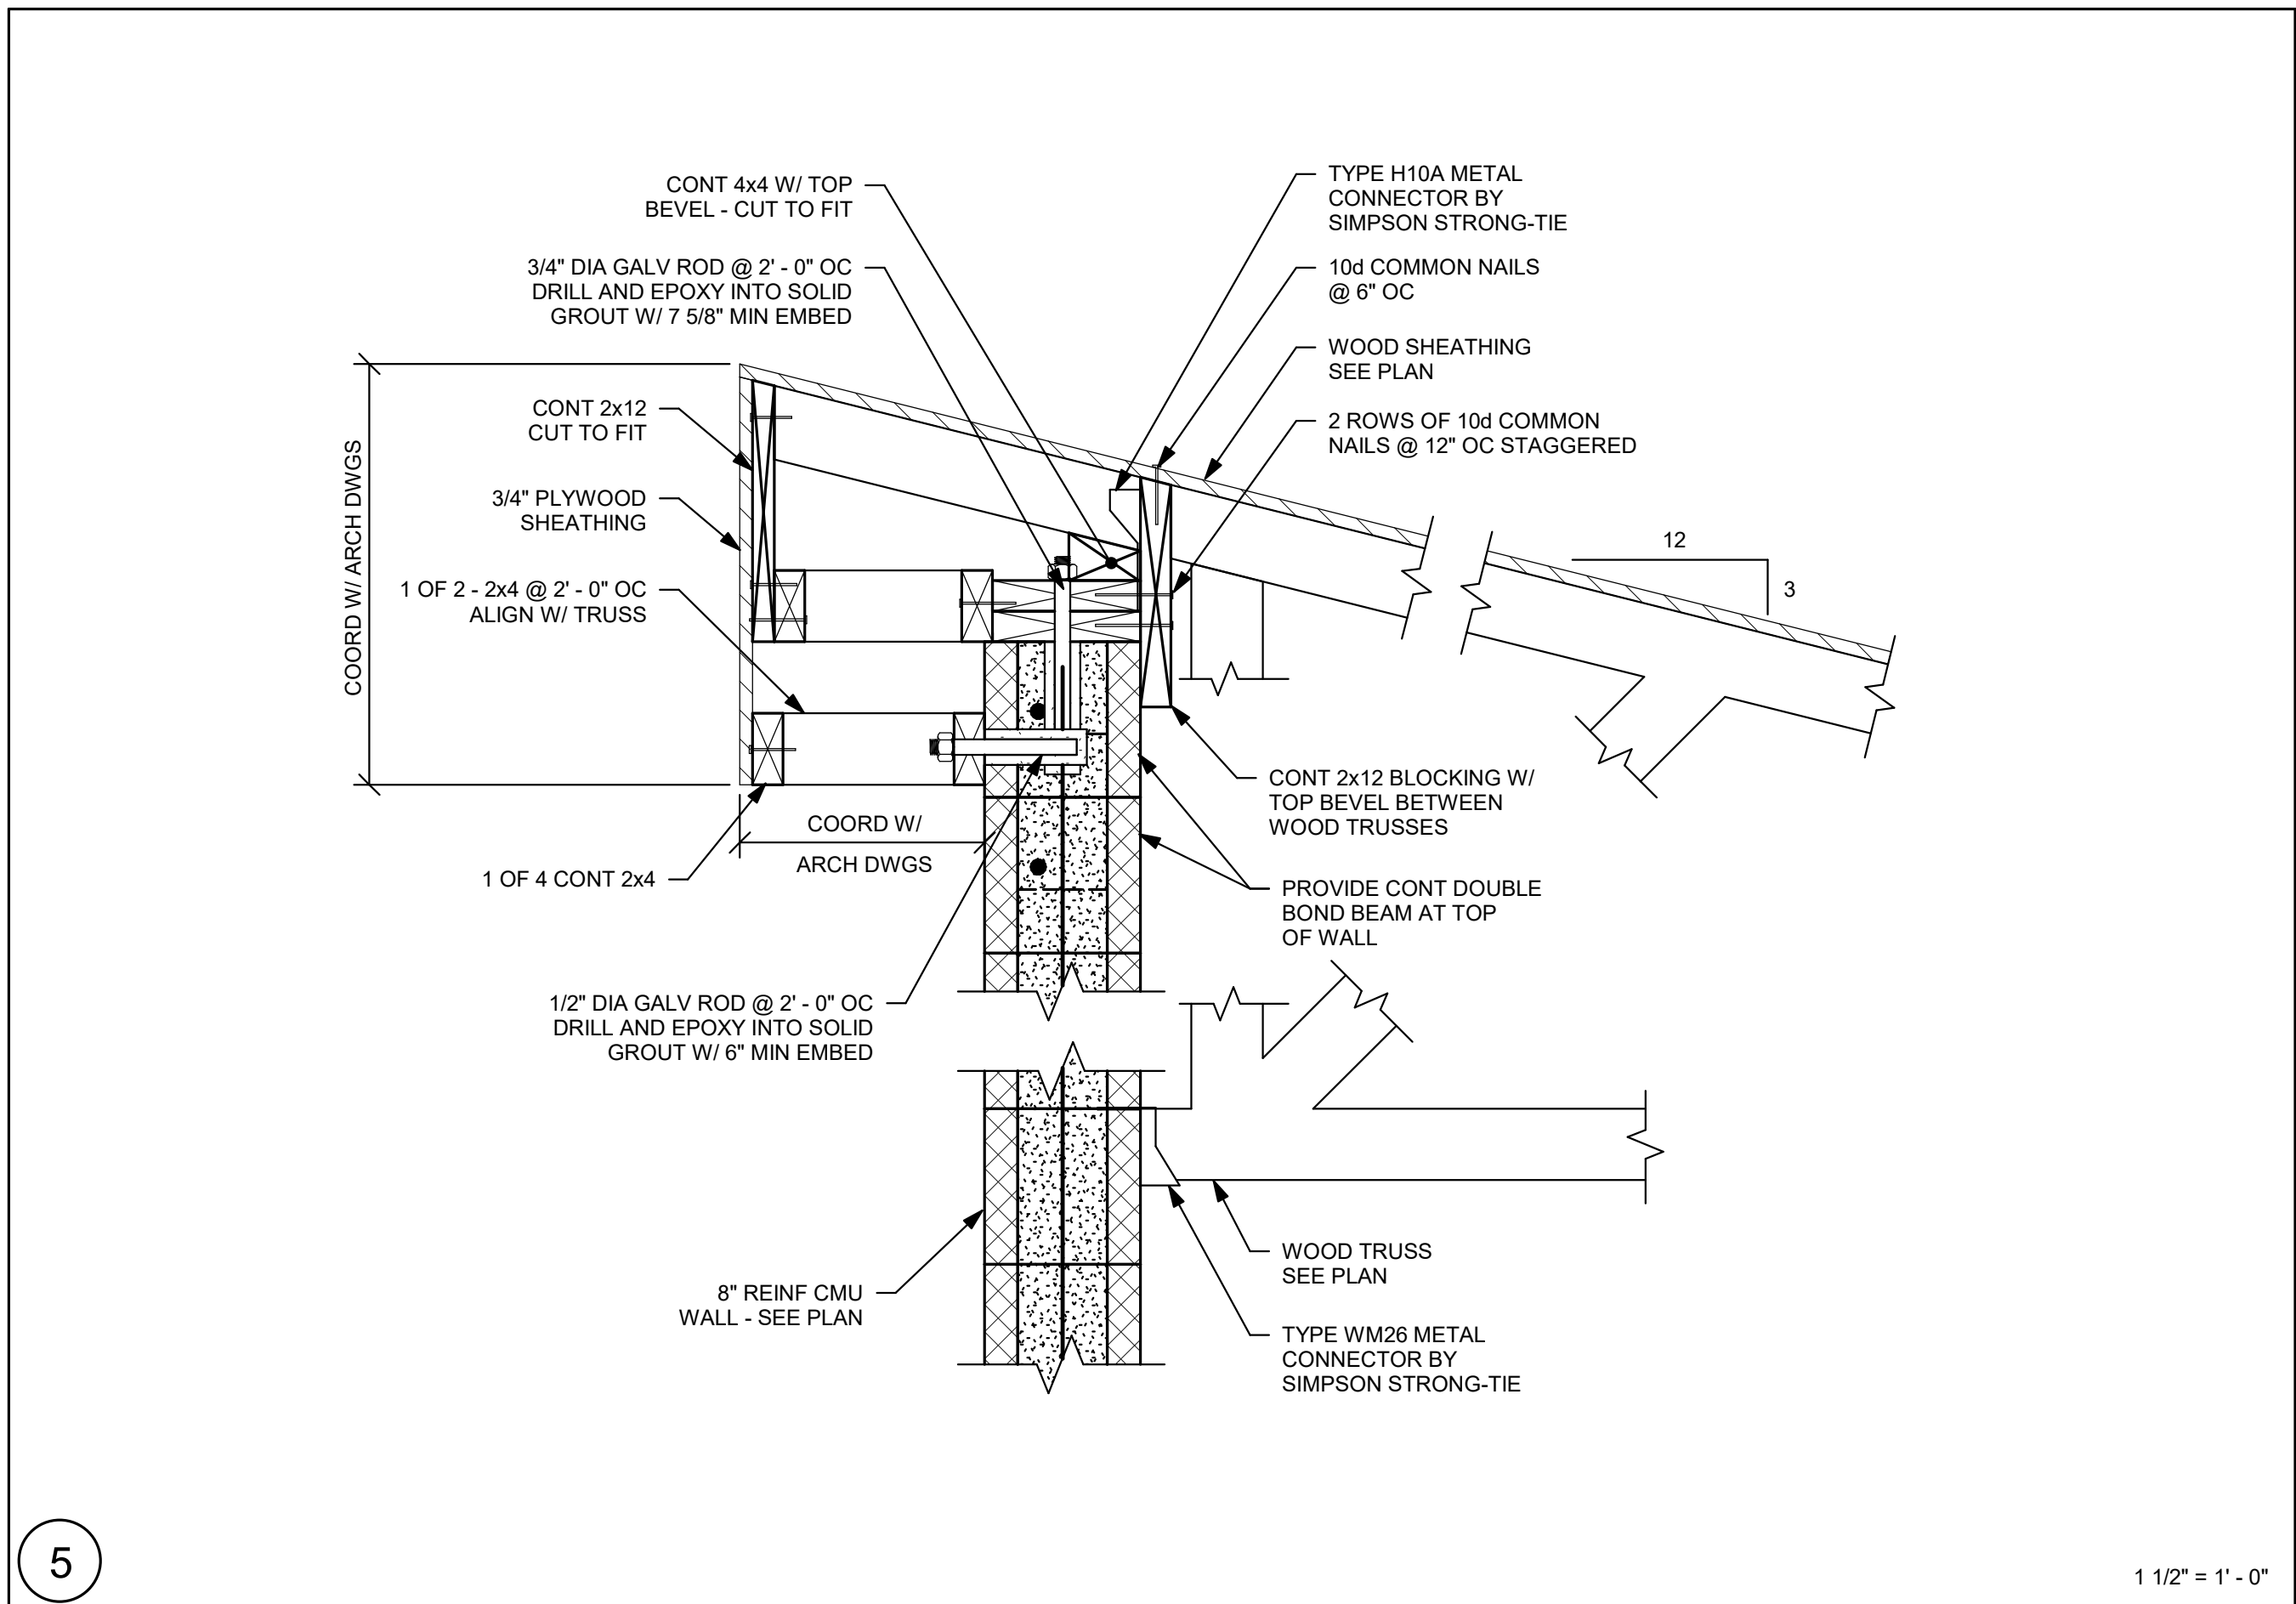 CONT 4x4 W/ TOP
BEVEL - CUT TO FIT
3/4" DIA GALV ROD @ 2' - 0" OC
DRILL AND EPOXY INTO SOLID
GROUT W/ 7 5/8" MIN EMBED
CONT 2x12
CUT TO FIT
3/4" PLYWOOD
SHEATHING
1 OF 2 - 2x4 @ 2' - 0" OC
ALIGN W/ TRUSS
COORD W/ ARCH DWGS
COORD W/
ARCH DWGS
1 OF 4 CONT 2x4
1/2" DIA GALV ROD @ 2' - 0" OC
DRILL AND EPOXY INTO SOLID
GROUT W/ 6" MIN EMBED
8" REINF CMU
WALL - SEE PLAN
TYPE H10A METAL
CONNECTOR BY
SIMPSON STRONG-TIE
10d COMMON NAILS
@ 6" OC
WOOD SHEATHING
SEE PLAN
2 ROWS OF 10d COMMON
NAILS @ 12" OC STAGGERED
12
3
CONT 2x12 BLOCKING W/
TOP BEVEL BETWEEN
WOOD TRUSSES
PROVIDE CONT DOUBLE
BOND BEAM AT TOP
OF WALL
WOOD TRUSS
SEE PLAN
TYPE WM26 METAL
CONNECTOR BY
SIMPSON STRONG-TIE
5
1 1/2" = 1' - 0"